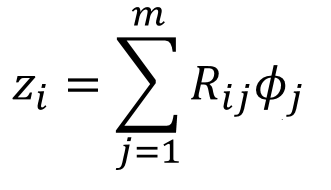 $z_i = \sum_{j=1}^{m} R_{ij} \phi_j$